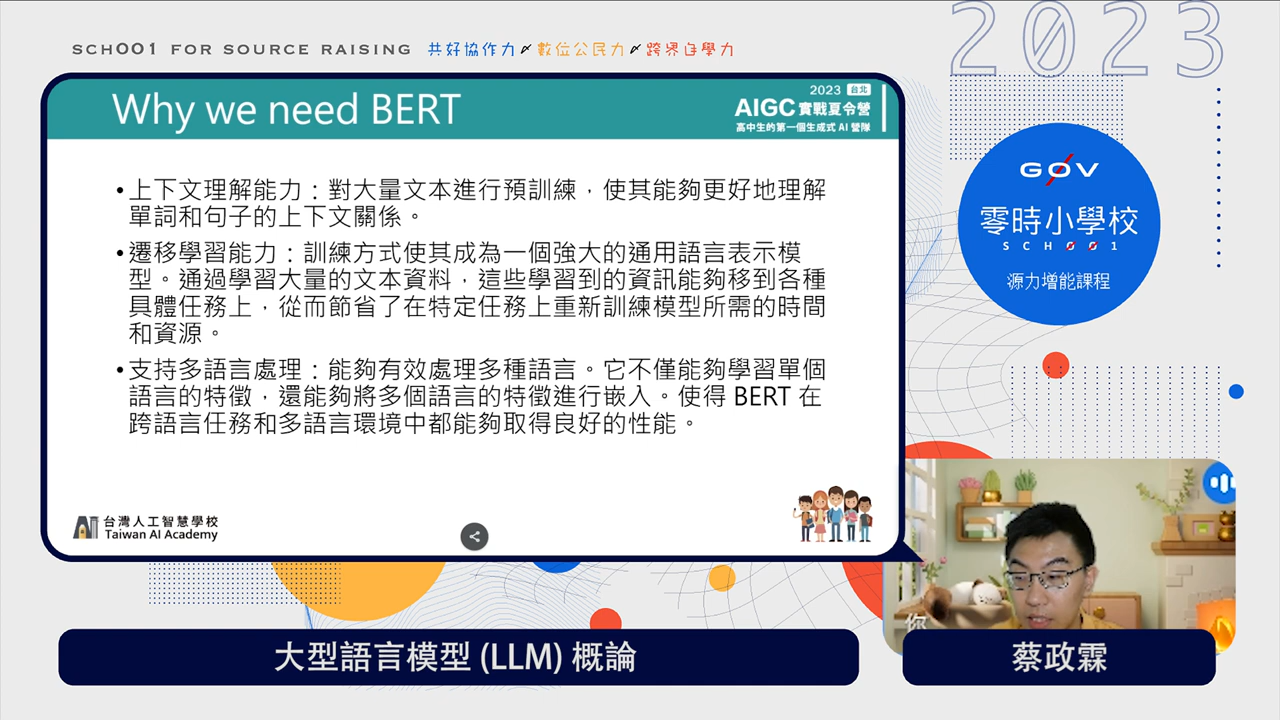 SCH001 FOR SOURCE RAISING 共好協作力 數位公民力 跨界自學力
2023
Why we need BERT
2023 台北
AIGC 實戰夏令營
高中生的第一個生成式 AI 營隊
•上下文理解能力：對大量文本進行預訓練，使其能夠更好地理解
單詞和句子的上下文關係。
•遷移學習能力：訓練方式使其成為一個強大的通用語言表示模
型。通過學習大量的文本資料，這些學習到的資訊能夠移到各種
具體任務上，從而節省了在特定任務上重新訓練模型所需的時間
和資源。
•支持多語言處理：能夠有效處理多種語言。它不僅能夠學習單個
語言的特徵，還能夠將多個語言的特徵進行嵌入。使得 BERT 在
跨語言任務和多語言環境中都能夠取得良好的性能。
台灣人工智慧學校
Taiwan AI Academy
G0V
零時小學校
SCH001
源力增能課程
你
大型語言模型 (LLM) 概論
蔡政霖